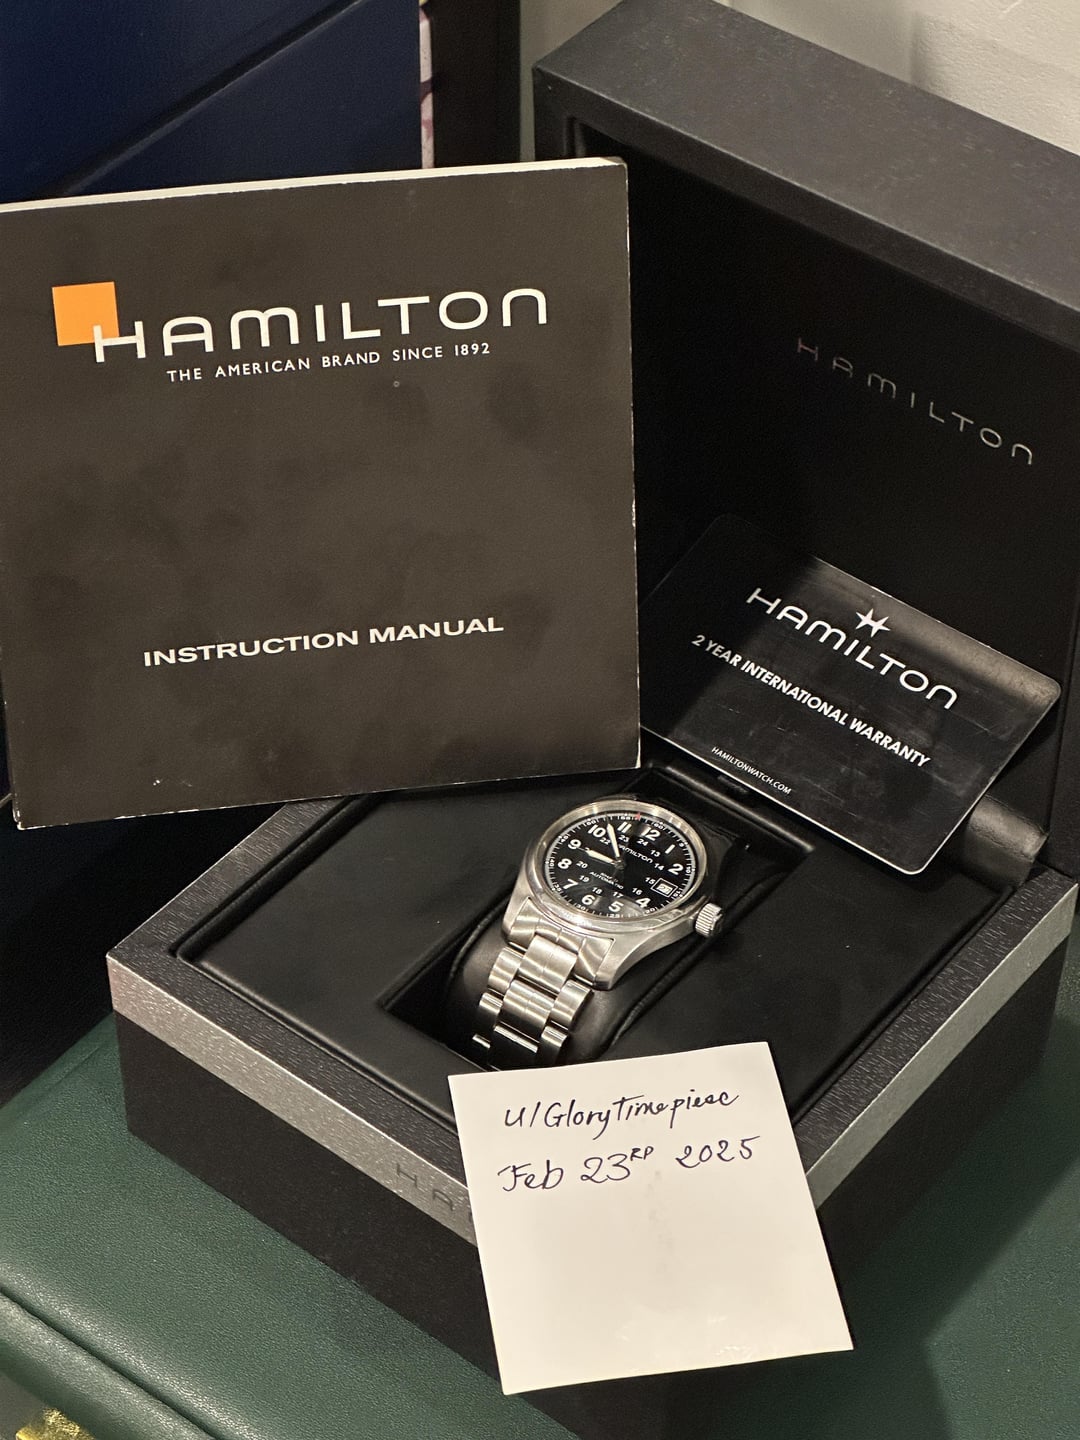 HAMILTON
THE AMERICAN BRAND SINCE 1892
INSTRUCTION MANUAL
HAMILTON
HAMILTON
2 YEAR INTERNATIONAL WARRANTY
HAMILTONWATCH.COM
HAMILTON
AUTOMATIC
u/GloryTimepiece
Feb 23RD 2025